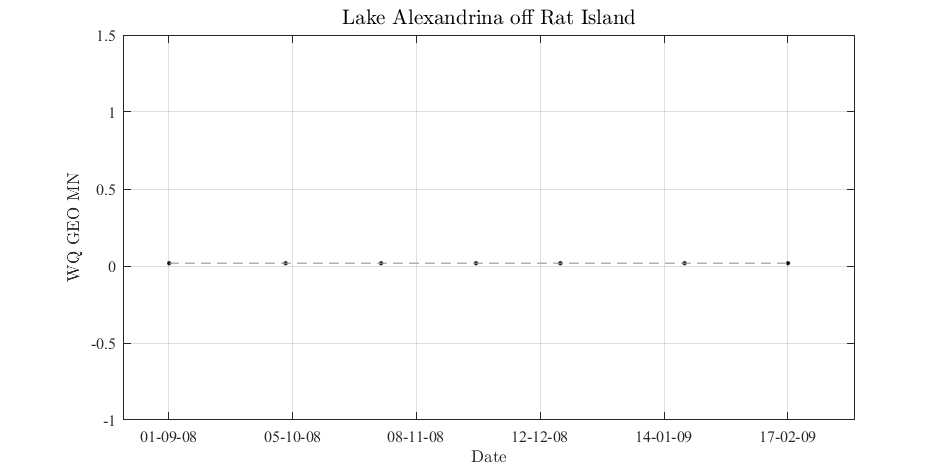 Lake Alexandrina off Rat Island
1.5
1
0.5
0
-0.5
-1
WQ GEO MN
01-09-08 05-10-08 08-11-08 12-12-08 14-01-09 17-02-09
Date